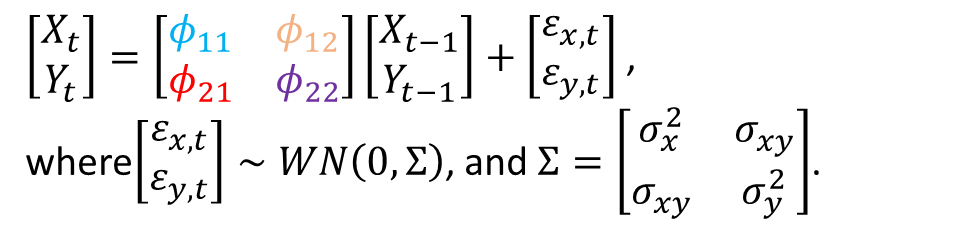 [X_t; Y_t] = [ϕ_11 ϕ_12; ϕ_21 ϕ_22] [X_{t−1}; Y_{t−1}] + [ε_{x,t}; ε_{y,t}] ,
where [ε_{x,t}; ε_{y,t}] ~ WN(0, Σ), and Σ = [σ_x^2 σ_xy; σ_xy σ_y^2].